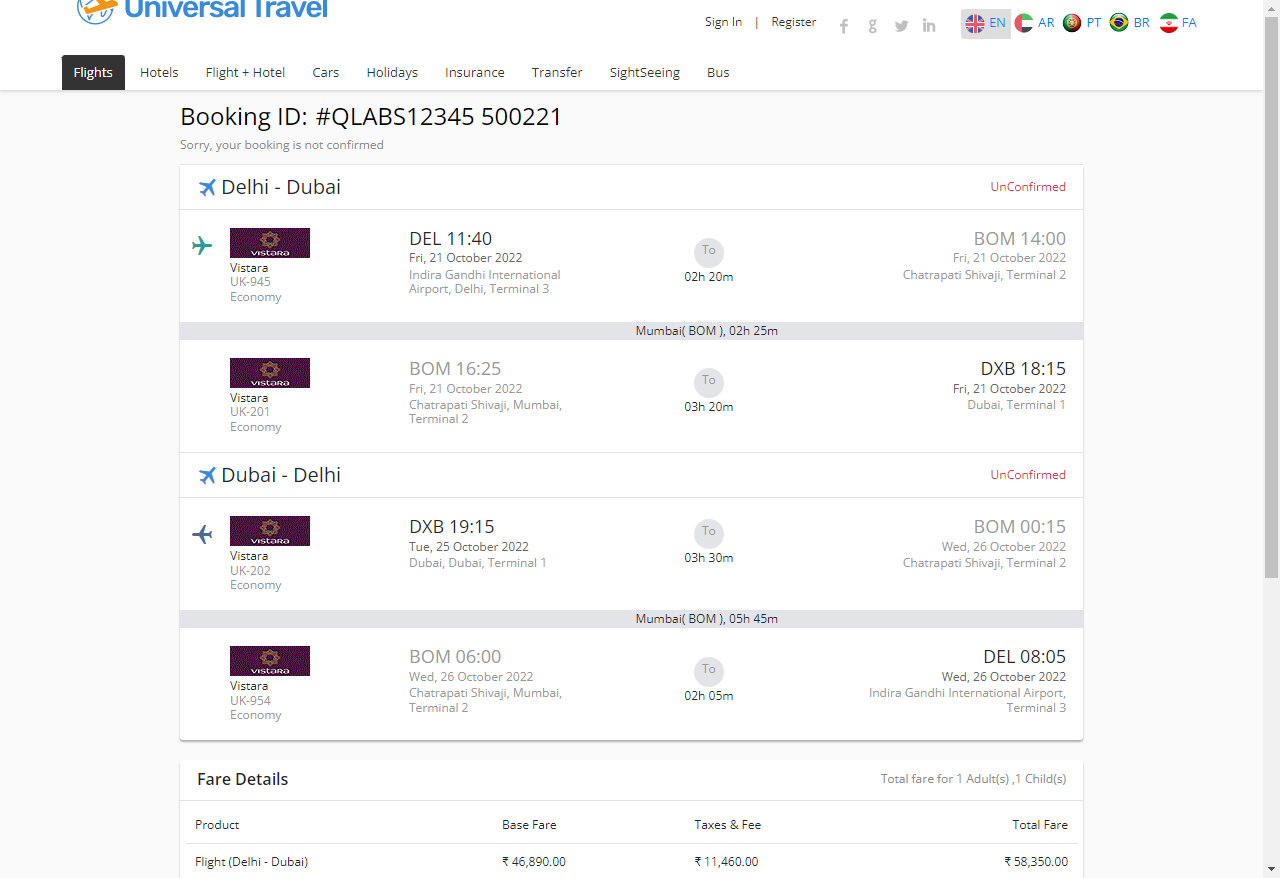 Universal Travel
Sign In | Register
EN AR PT BR FA
Flights Hotels Flight + Hotel Cars Holidays Insurance Transfer SightSeeing Bus
Booking ID: #QLABS12345 500221
Sorry, your booking is not confirmed
Delhi - Dubai UnConfirmed
VISTARA
Vistara
UK-945
Economy
DEL 11:40
Fri, 21 October 2022
Indira Gandhi International
Airport, Delhi, Terminal 3
To
02h 20m
BOM 14:00
Fri, 21 October 2022
Chatrapati Shivaji, Terminal 2
Mumbai( BOM ), 02h 25m
VISTARA
Vistara
UK-201
Economy
BOM 16:25
Fri, 21 October 2022
Chatrapati Shivaji, Mumbai,
Terminal 2
To
03h 20m
DXB 18:15
Fri, 21 October 2022
Dubai, Terminal 1
Dubai - Delhi UnConfirmed
VISTARA
Vistara
UK-202
Economy
DXB 19:15
Tue, 25 October 2022
Dubai, Dubai, Terminal 1
To
03h 30m
BOM 00:15
Wed, 26 October 2022
Chatrapati Shivaji, Terminal 2
Mumbai( BOM ), 05h 45m
VISTARA
Vistara
UK-954
Economy
BOM 06:00
Wed, 26 October 2022
Chatrapati Shivaji, Mumbai,
Terminal 2
To
02h 05m
DEL 08:05
Wed, 26 October 2022
Indira Gandhi International Airport,
Terminal 3
Fare Details Total fare for 1 Adult(s) ,1 Child(s)
Product Base Fare Taxes & Fee Total Fare
Flight (Delhi - Dubai) ₹ 46,890.00 ₹ 11,460.00 ₹ 58,350.00